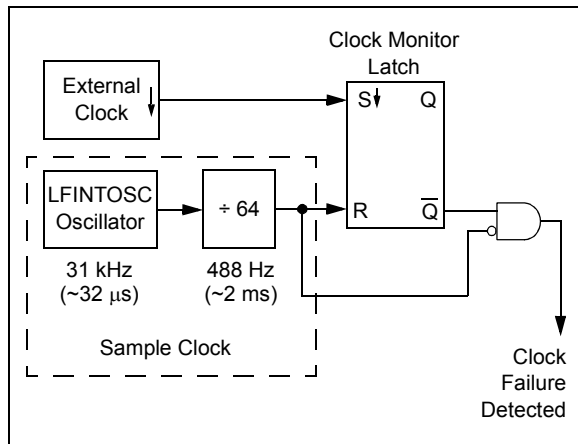 Clock Monitor
Latch
External
Clock
S
Q
LFINTOSC
Oscillator
÷ 64
R
Q̅
31 kHz
(~32 μs)
488 Hz
(~2 ms)
Sample Clock
Clock
Failure
Detected